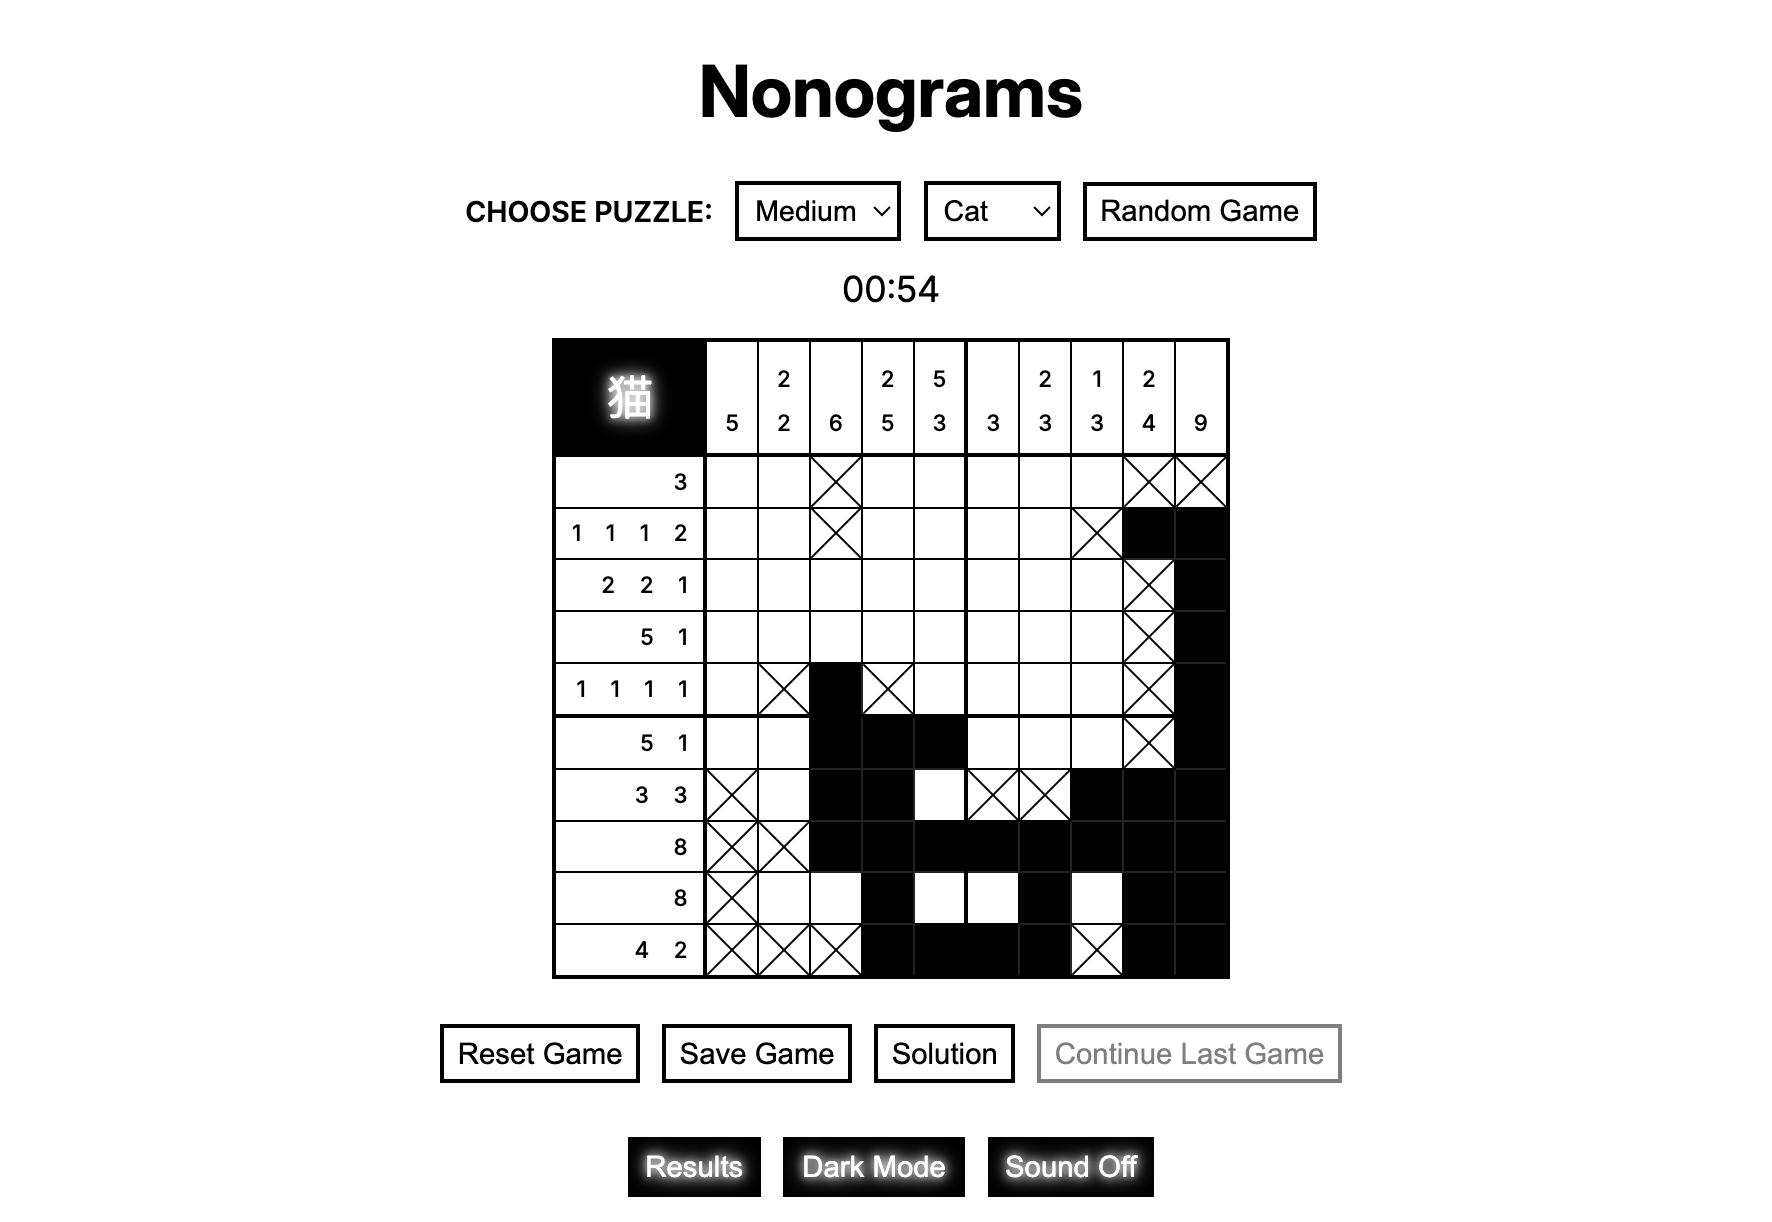 Nonograms
CHOOSE PUZZLE: Medium Cat Random Game
00:54
猫
2 2 5 2 1 2
5 2 6 5 3 3 3 3 4 9
3
1 1 1 2
2 2 1
5 1
1 1 1 1
5 1
3 3
8
8
4 2
Reset Game Save Game Solution Continue Last Game
Results Dark Mode Sound Off